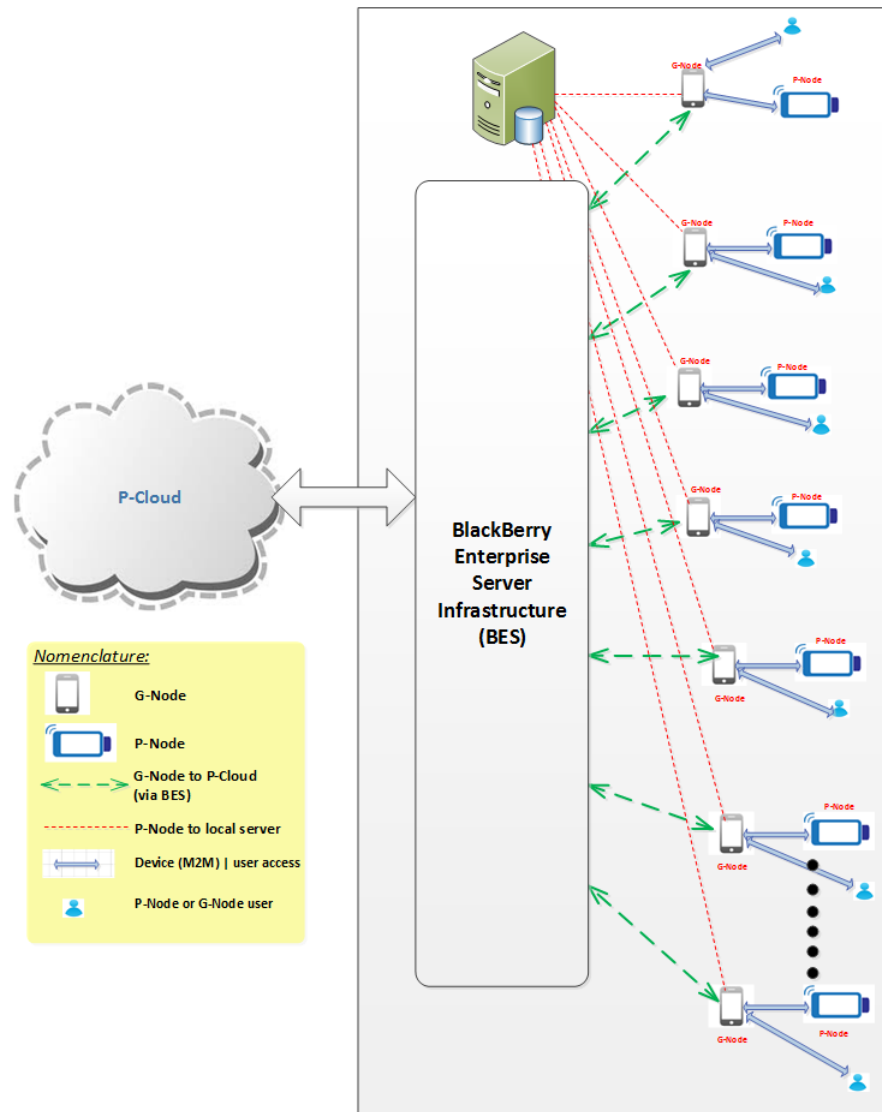 G-Node
P-Node
G-Node
P-Node
G-Node
P-Node
G-Node
P-Node
P-Cloud
BlackBerry
Enterprise
Server
Infrastructure
(BES)
P-Node
G-Node
P-Node
G-Node
P-Node
G-Node
Nomenclature:
G-Node
P-Node
G-Node to P-Cloud
(via BES)
P-Node to local server
Device (M2M) | user access
P-Node or G-Node user